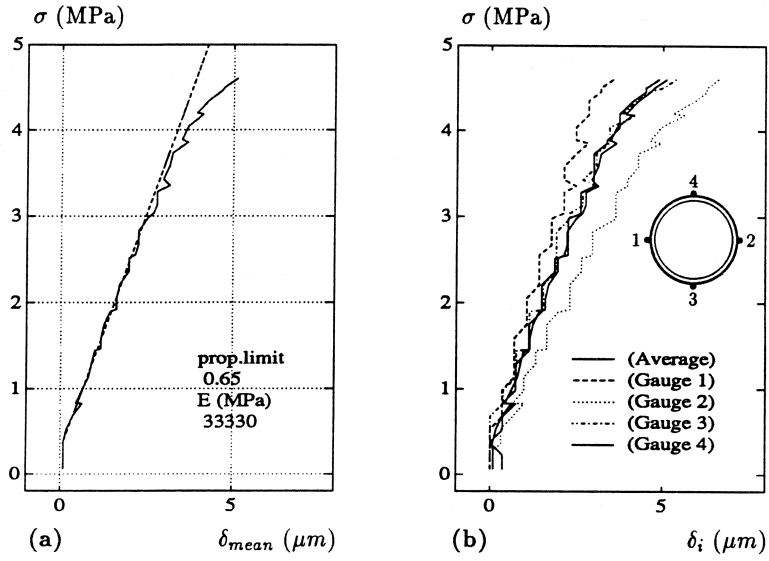 σ (MPa)
5
4
3
2
1
0
prop.limit
0.65
E (MPa)
33330
0
5
(a)
δmean (μm)
σ (MPa)
5
4
3
2
1
0
4
1
2
3
(Average)
(Gauge 1)
(Gauge 2)
(Gauge 3)
(Gauge 4)
0
5
(b)
δi (μm)